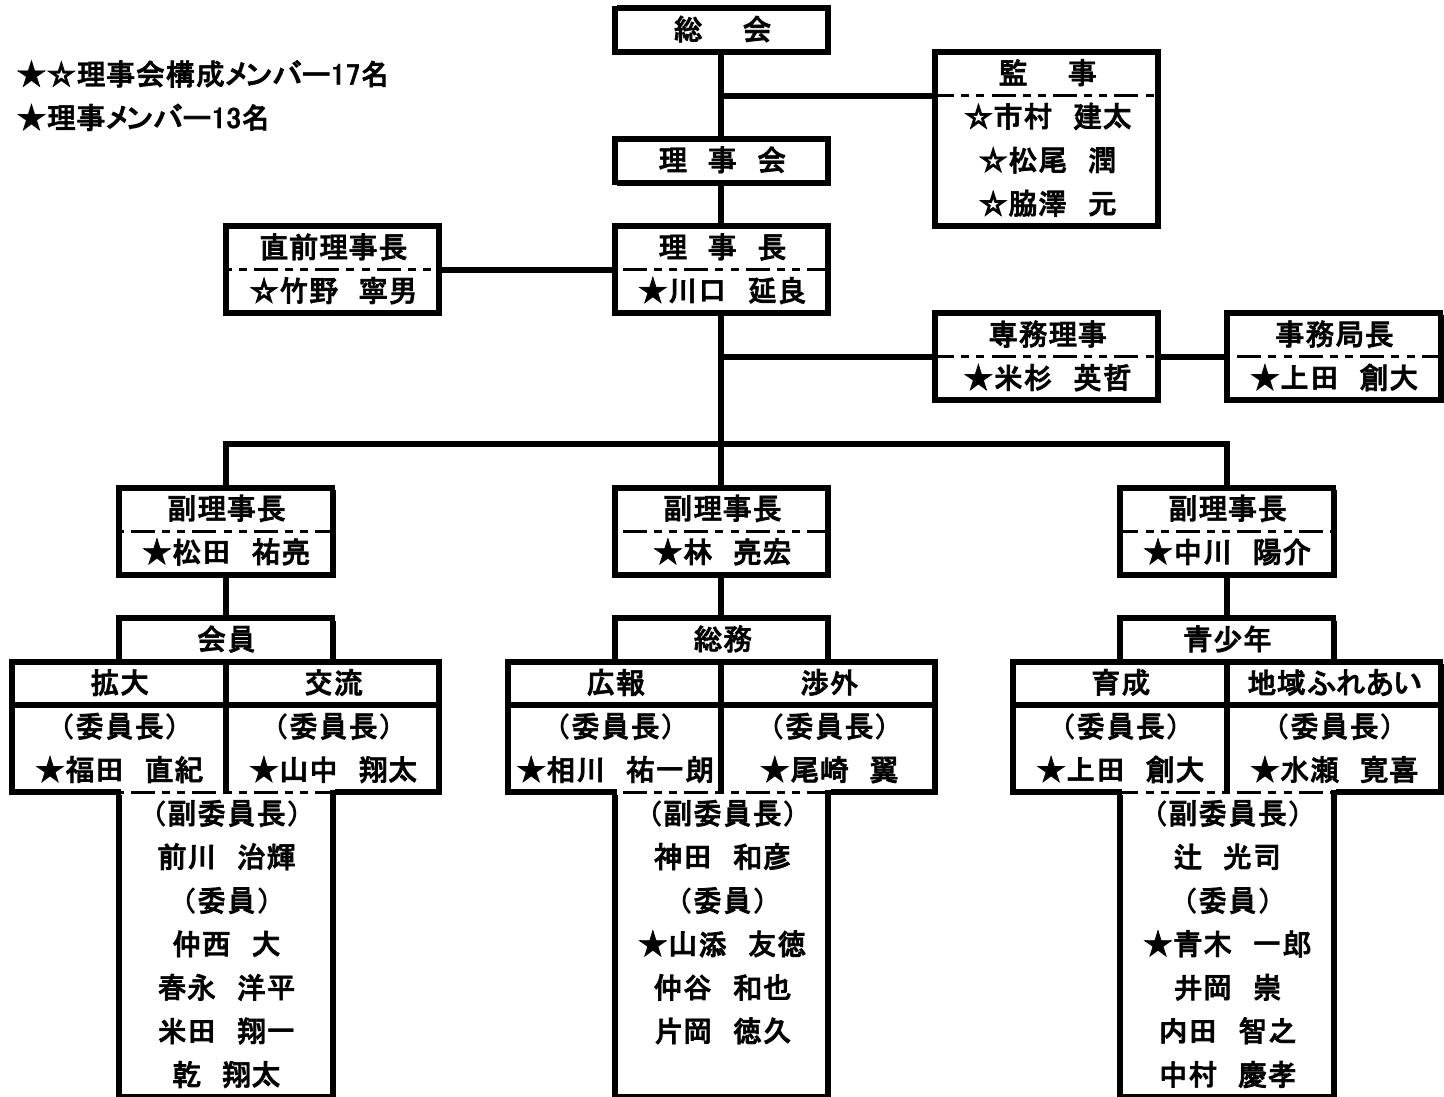 総　会
★☆理事会構成メンバー17名
★理事メンバー13名
監　事
☆市村　建太
☆松尾　潤
☆脇澤　元
理　事　会
直前理事長
☆竹野　寧男
理　事　長
★川口　延良
専務理事
★米杉　英哲
事務局長
★上田　創大
副理事長
★松田　祐亮
会員
拡大
（委員長）
★福田　直紀
交流
（委員長）
★山中　翔太
（副委員長）
前川　治輝
（委員）
仲西　大
春永　洋平
米田　翔一
乾　翔太
副理事長
★林　亮宏
総務
広報
（委員長）
★相川　祐一朗
渉外
（委員長）
★尾崎　翼
（副委員長）
神田　和彦
（委員）
★山添　友徳
仲谷　和也
片岡　徳久
副理事長
★中川　陽介
青少年
育成
（委員長）
★上田　創大
地域ふれあい
（委員長）
★水瀬　寛喜
（副委員長）
辻　光司
（委員）
★青木　一郎
井岡　崇
内田　智之
中村　慶孝